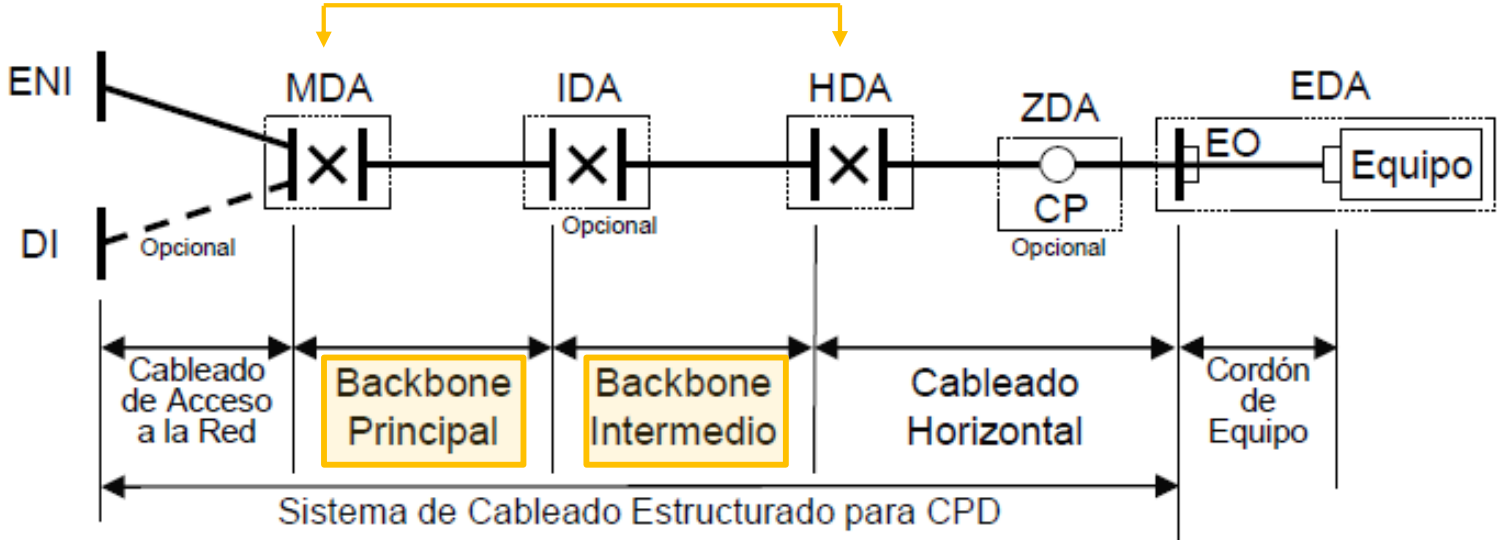 ENI
MDA
IDA
HDA
ZDA
EDA
EO
Equipo
CP
DI
Opcional
Opcional
Opcional
Cableado
de Acceso
a la Red
Backbone
Principal
Backbone
Intermedio
Cableado
Horizontal
Cordón
de
Equipo
Sistema de Cableado Estructurado para CPD